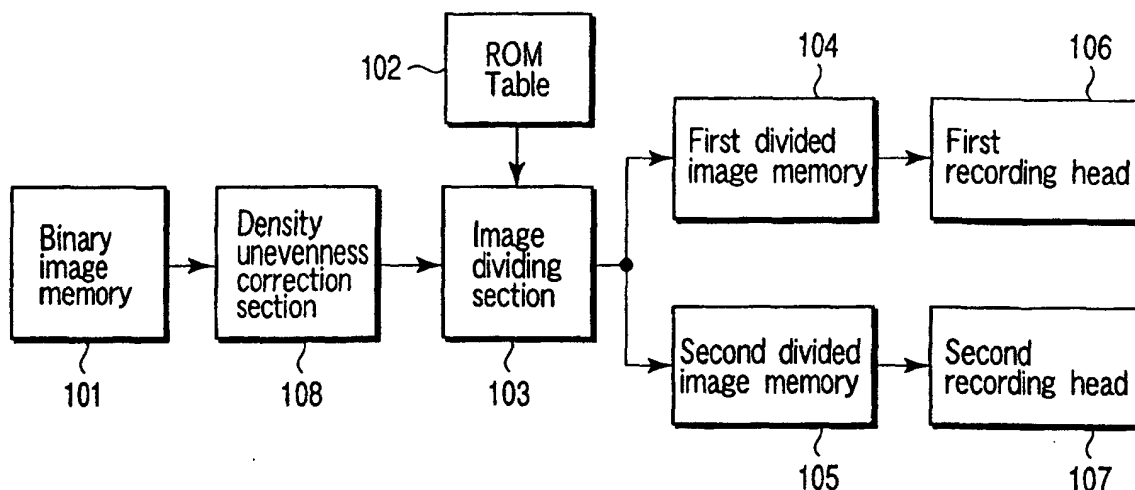 102
ROM
Table
104
106
First divided
image memory
First
recording head
Binary
image
memory
Density
unevenness
correction
section
Image
dividing
section
101
108
103
Second divided
image memory
Second
recording head
105
107